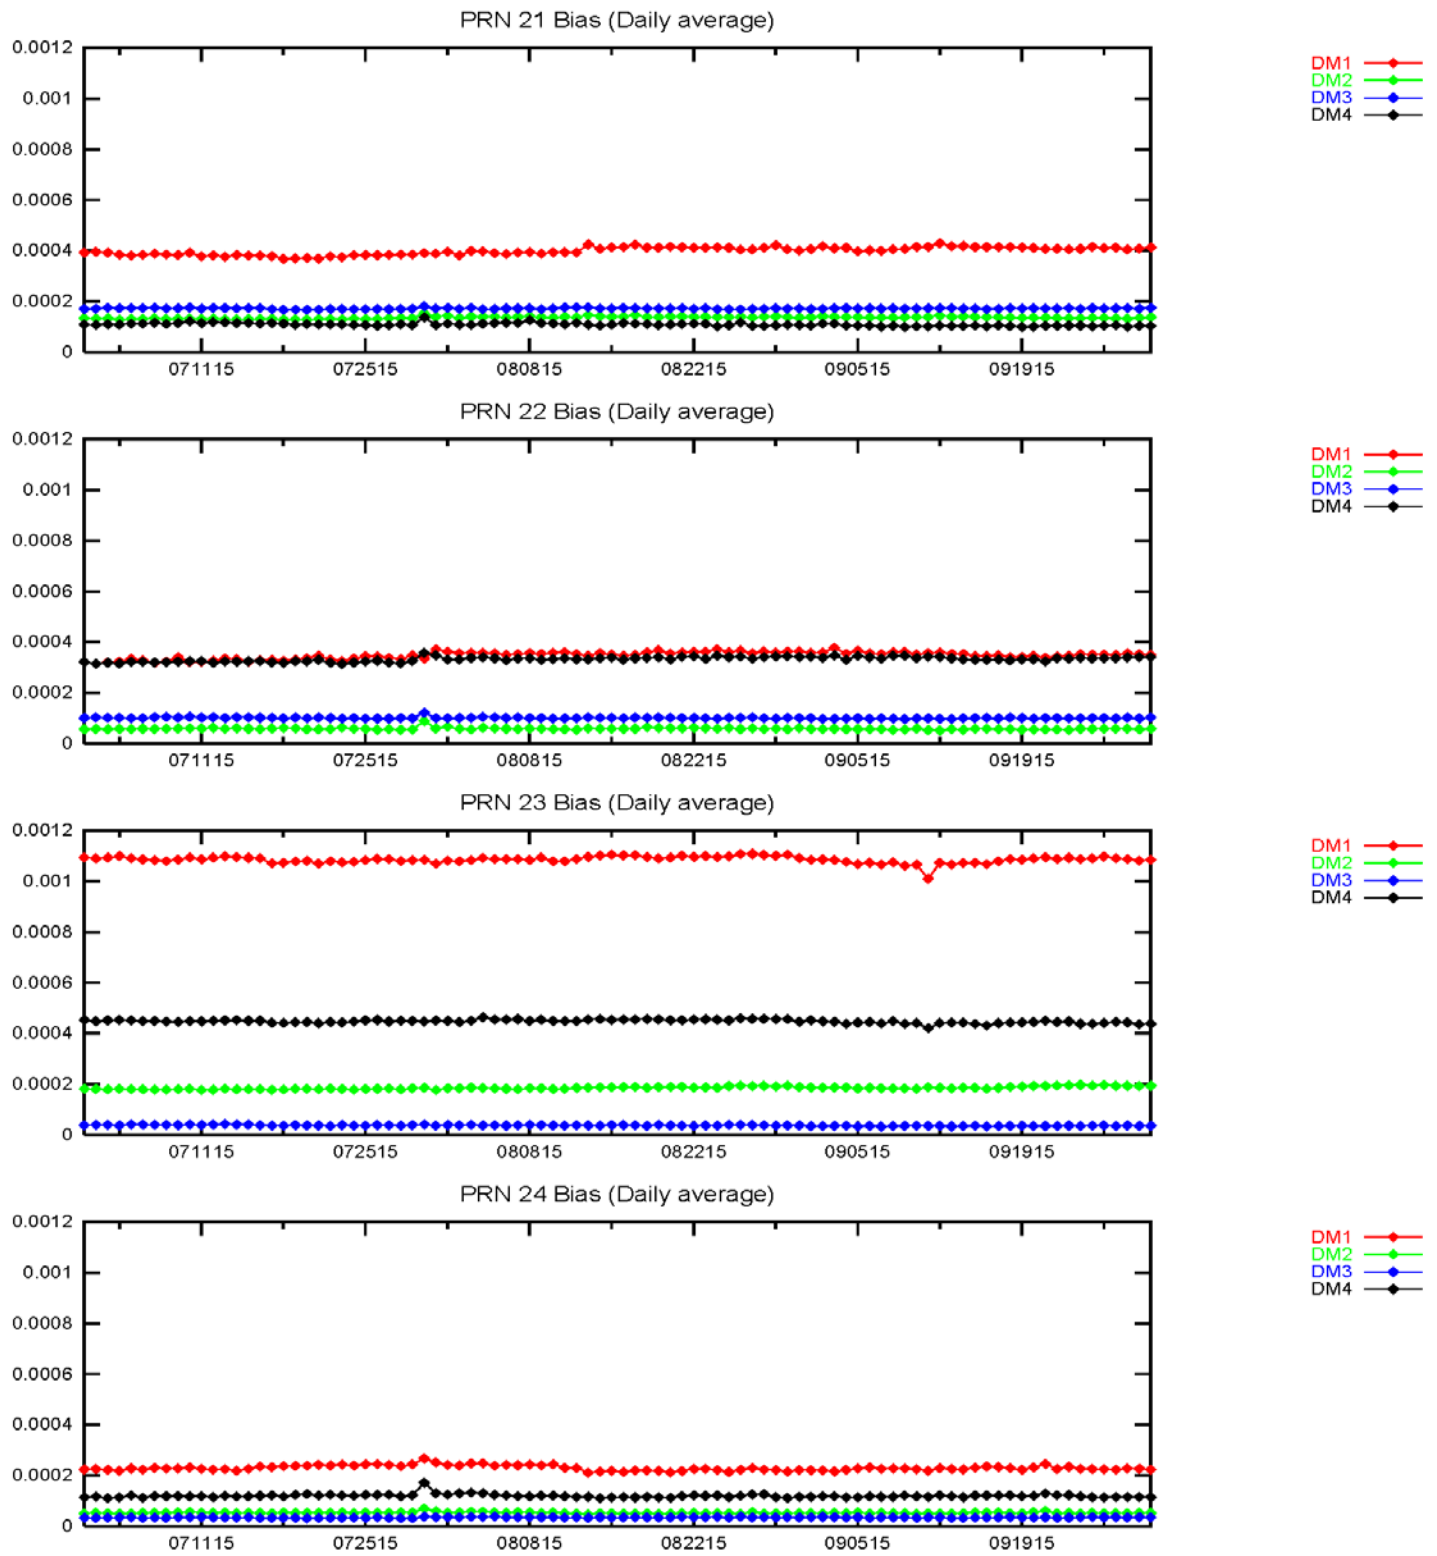 PRN 21 Bias (Daily average)
0.0012
0.001
0.0008
0.0006
0.0004
0.0002
0
071115 072515 080815 082215 090515 091915
DM1
DM2
DM3
DM4
PRN 22 Bias (Daily average)
0.0012
0.001
0.0008
0.0006
0.0004
0.0002
0
071115 072515 080815 082215 090515 091915
DM1
DM2
DM3
DM4
PRN 23 Bias (Daily average)
0.0012
0.001
0.0008
0.0006
0.0004
0.0002
0
071115 072515 080815 082215 090515 091915
DM1
DM2
DM3
DM4
PRN 24 Bias (Daily average)
0.0012
0.001
0.0008
0.0006
0.0004
0.0002
0
071115 072515 080815 082215 090515 091915
DM1
DM2
DM3
DM4